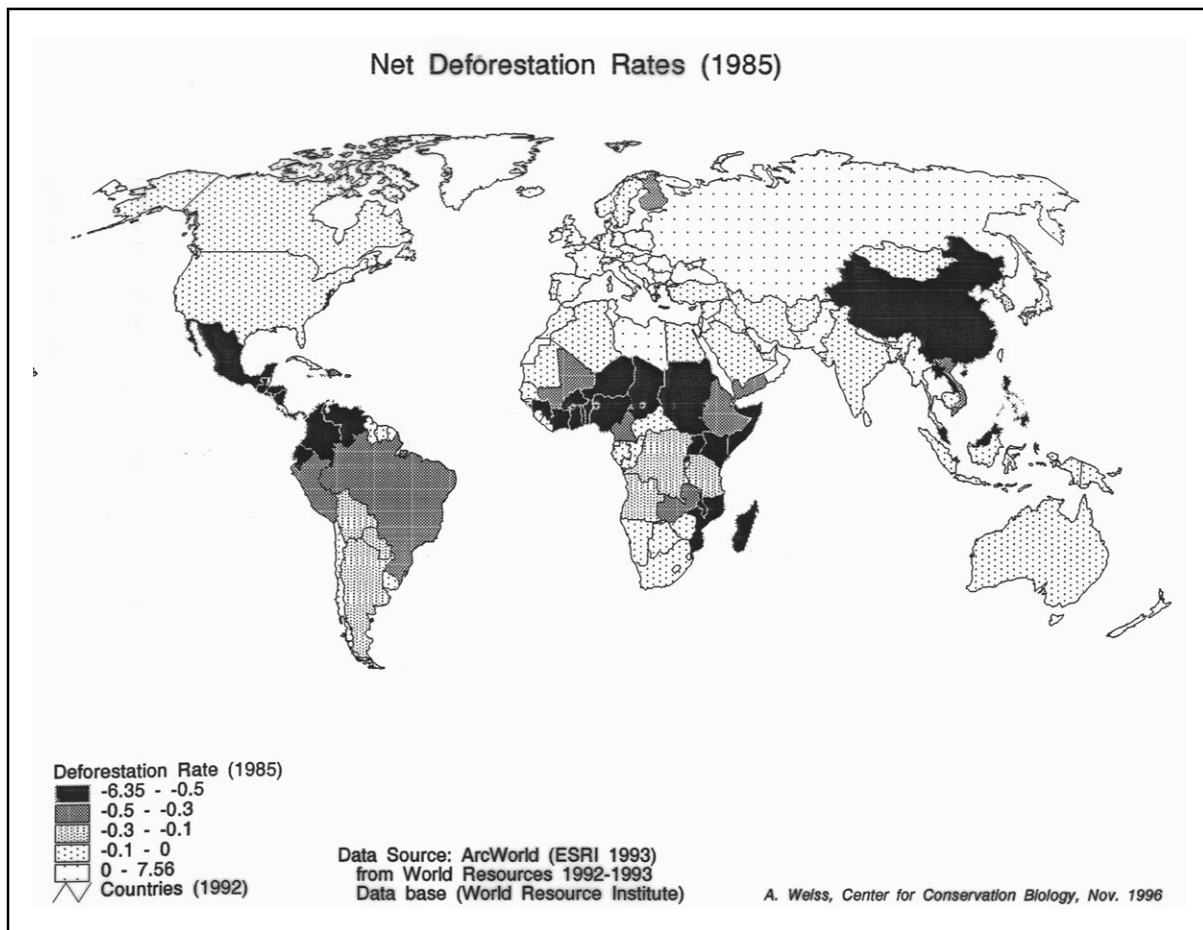 Net Deforestation Rates (1985)
Deforestation Rate (1985)
-6.35 - -0.5
-0.5 - -0.3
-0.3 - -0.1
-0.1 - 0
0 - 7.56
Countries (1992)
Data Source: ArcWorld (ESRI 1993)
from World Resources 1992-1993
Data base (World Resource Institute)
A. Weiss, Center for Conservation Biology, Nov. 1996